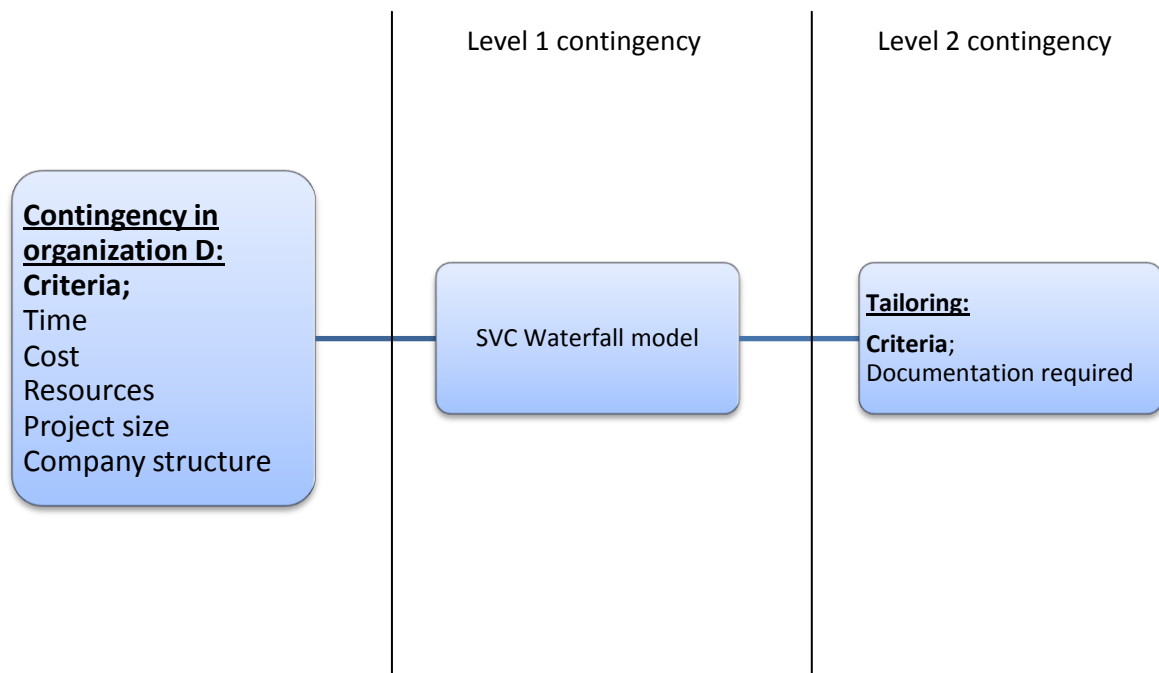 Level 1 contingency
Level 2 contingency
Contingency in
organization D:
Criteria;
Time
Cost
Resources
Project size
Company structure
SVC Waterfall model
Tailoring:
Criteria;
Documentation required